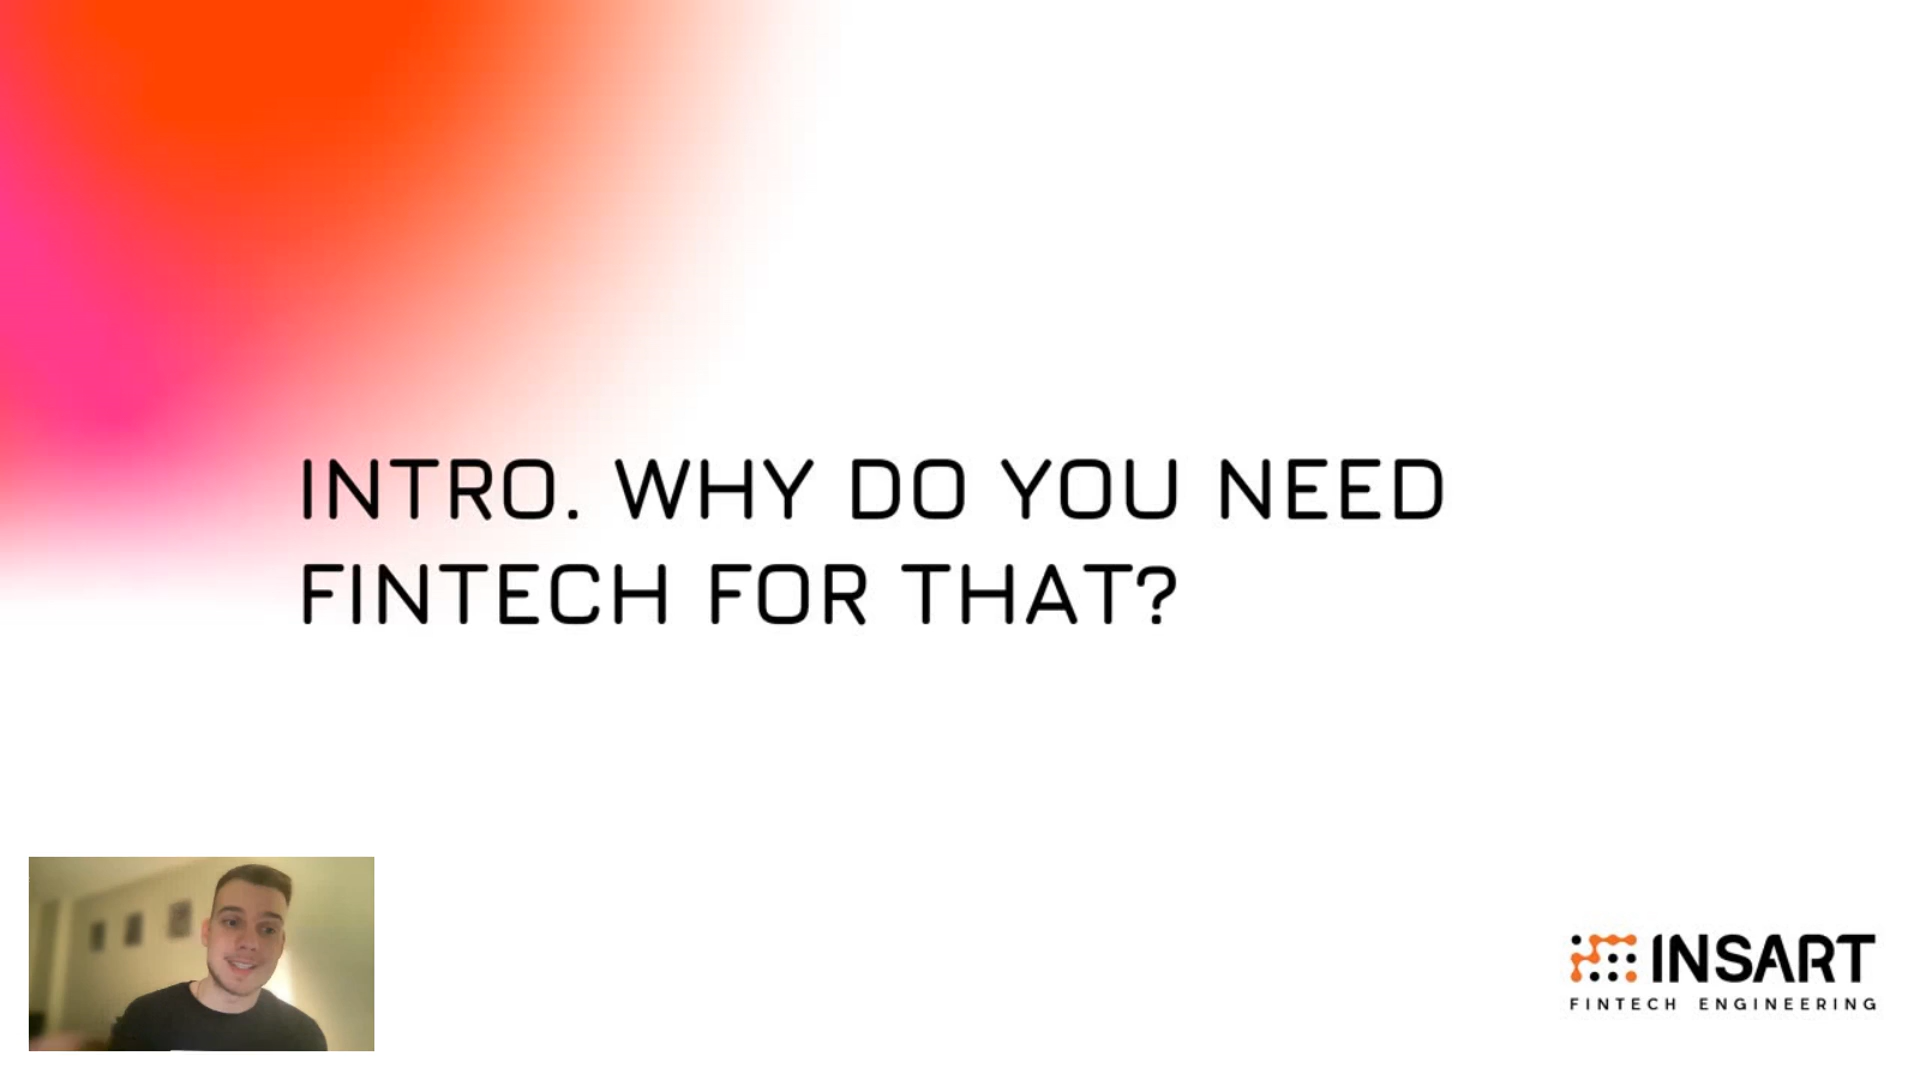 INTRO. WHY DO YOU NEED
FINTECH FOR THAT?
INSART
FINTECH ENGINEERING